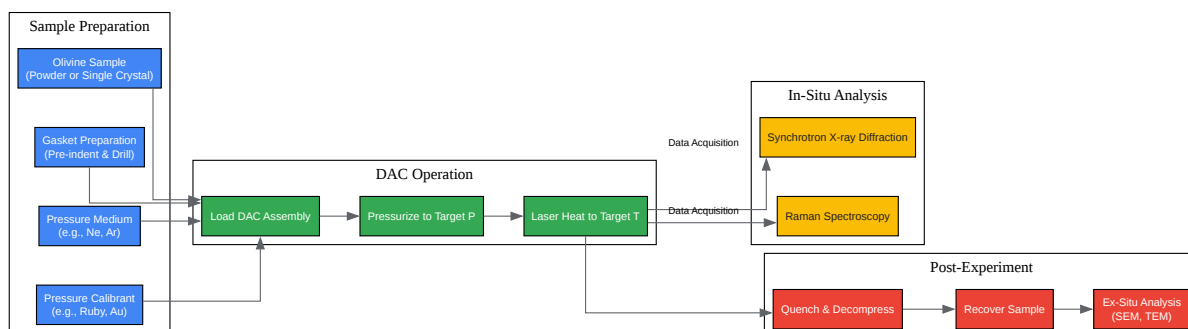 Sample Preparation
Olivine Sample
(Powder or Single Crystal)
Gasket Preparation
(Pre-indent & Drill)
Pressure Medium
(e.g., Ne, Ar)
Pressure Calibrant
(e.g., Ruby, Au)
DAC Operation
Load DAC Assembly
Pressurize to Target P
Laser Heat to Target T
Data Acquisition
Data Acquisition
In-Situ Analysis
Synchrotron X-ray Diffraction
Raman Spectroscopy
Post-Experiment
Quench & Decompress
Recover Sample
Ex-Situ Analysis
(SEM, TEM)